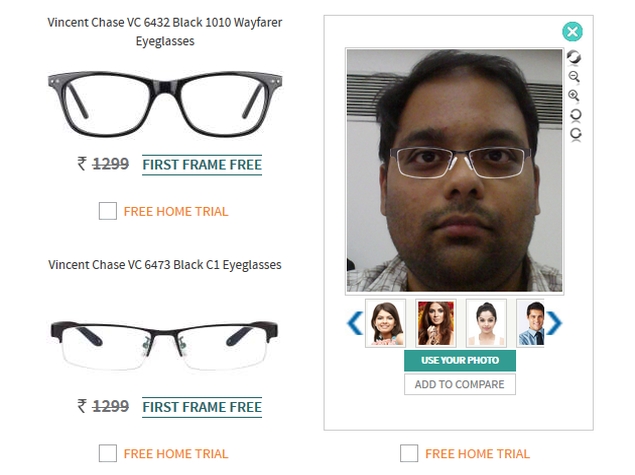 Vincent Chase VC 6432 Black 1010 Wayfarer
Eyeglasses
₹ 1299 FIRST FRAME FREE
FREE HOME TRIAL
Vincent Chase VC 6473 Black C1 Eyeglasses
₹ 1299 FIRST FRAME FREE
FREE HOME TRIAL
USE YOUR PHOTO
ADD TO COMPARE
FREE HOME TRIAL